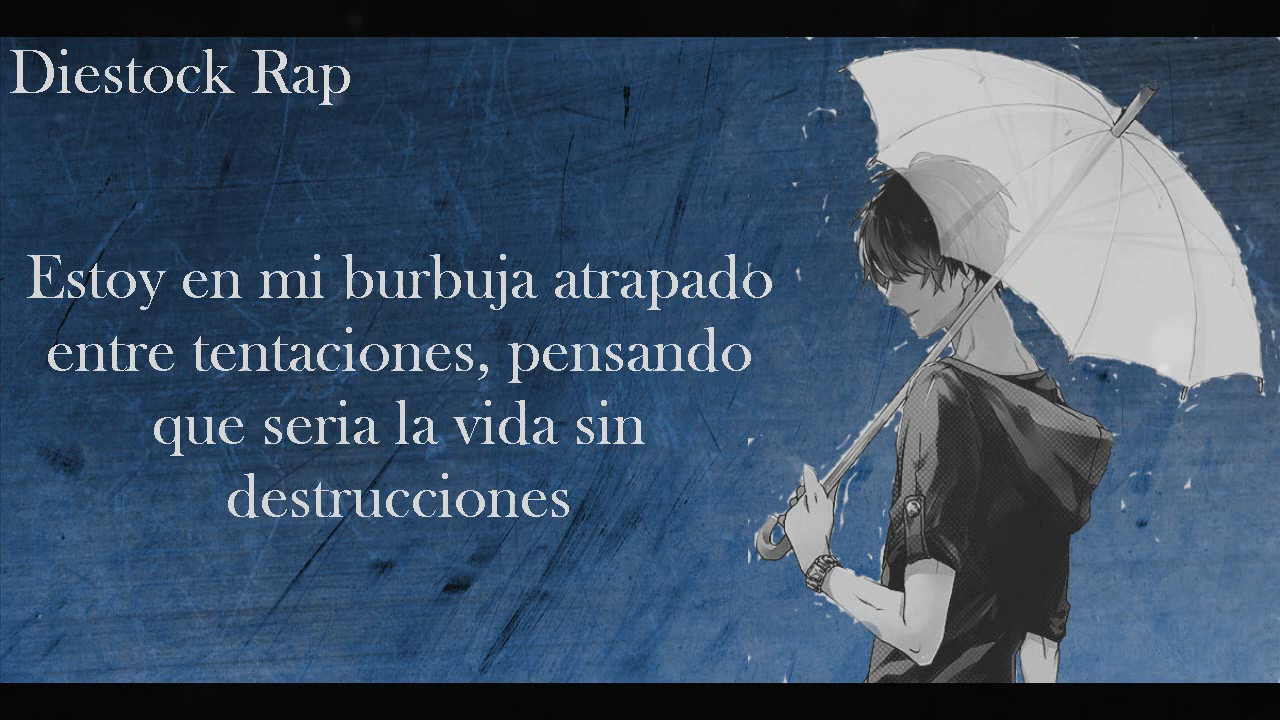 Diestock Rap
Estoy en mi burbuja atrapado
entre tentaciones, pensando
que seria la vida sin
destrucciones